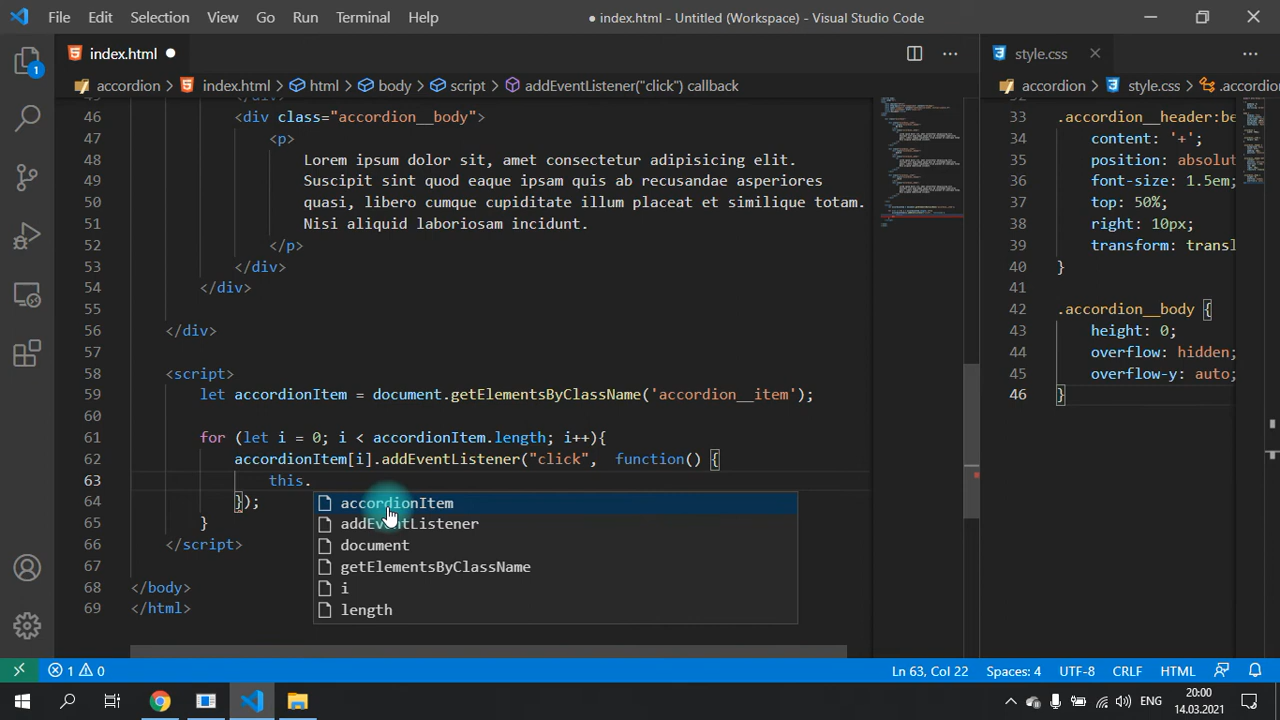 File Edit Selection View Go Run Terminal Help ● index.html - Untitled (Workspace) - Visual Studio Code
index.html ●
style.css
accordion > index.html > html > body > script > addEventListener("click") callback
accordion > style.css > .accordion
46 <div class="accordion__body">
47 <p>
48 Lorem ipsum dolor sit, amet consectetur adipisicing elit.
49 Suscipit sint quod eaque ipsam quis ab recusandae asperiores
50 quasi, libero cumque cupiditate illum placeat et similique totam.
51 Nisi aliquid laboriosam incidunt.
52 </p>
53 </div>
54 </div>
55
56 </div>
57
58 <script>
59 let accordionItem = document.getElementsByClassName('accordion__item');
60
61 for (let i = 0; i < accordionItem.length; i++){
62 accordionItem[i].addEventListener("click",  function() {
63 this.
64 });
65 }
66 </script>
67
68 </body>
69 </html>
accordionItem
addEventListener
document
getElementsByClassName
i
length
33 .accordion__header:be
34 content: '+';
35 position: absolut
36 font-size: 1.5em;
37 top: 50%;
38 right: 10px;
39 transform: transl
40 }
41
42 .accordion__body {
43 height: 0;
44 overflow: hidden;
45 overflow-y: auto;
46 }
1
1 0
Ln 63, Col 22 Spaces: 4 UTF-8 CRLF HTML
ENG
20:00
14.03.2021